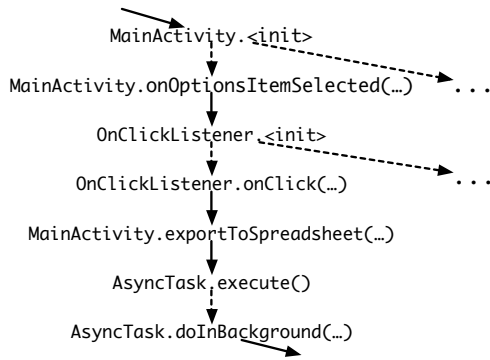 MainActivity.<init>
MainActivity.onOptionsItemSelected(…) ...
OnClickListener.<init>
OnClickListener.onClick(…) ...
MainActivity.exportToSpreadsheet(…)
AsyncTask.execute()
AsyncTask.doInBackground(…)